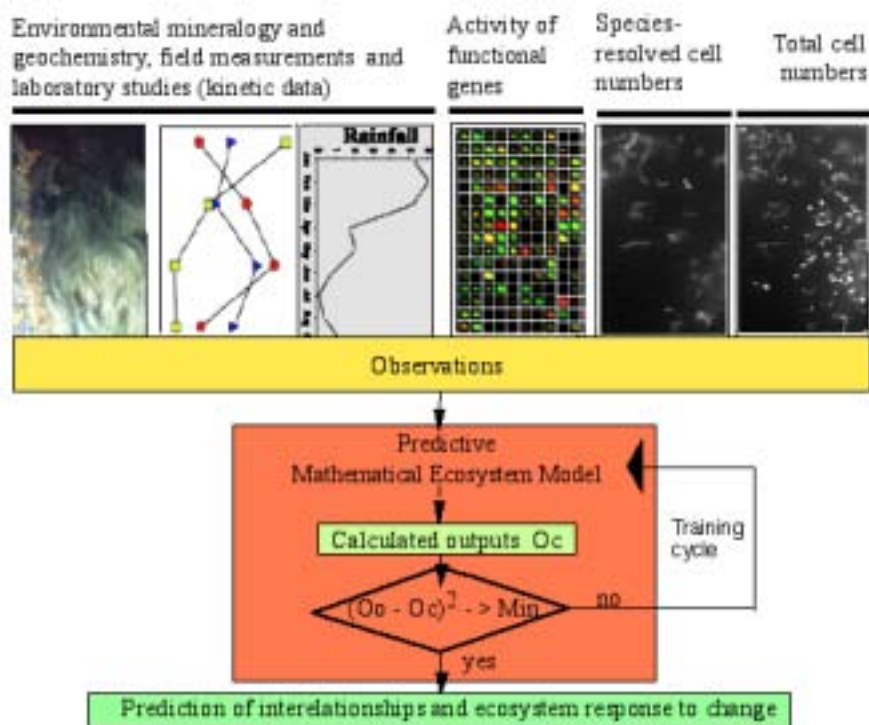 Environmental mineralogy and
geochemistry, field measurements and
laboratory studies (kinetic data)
Activity of
functional
genes
Species-
resolved cell
numbers
Total cell
numbers
Rainfall
Observations
Predictive
Mathematical Ecosystem Model
Calculated outputs Oc
Training
cycle
(Oo - Oc)² - > Min
no
yes
Prediction of interelationships and ecosystem response to change